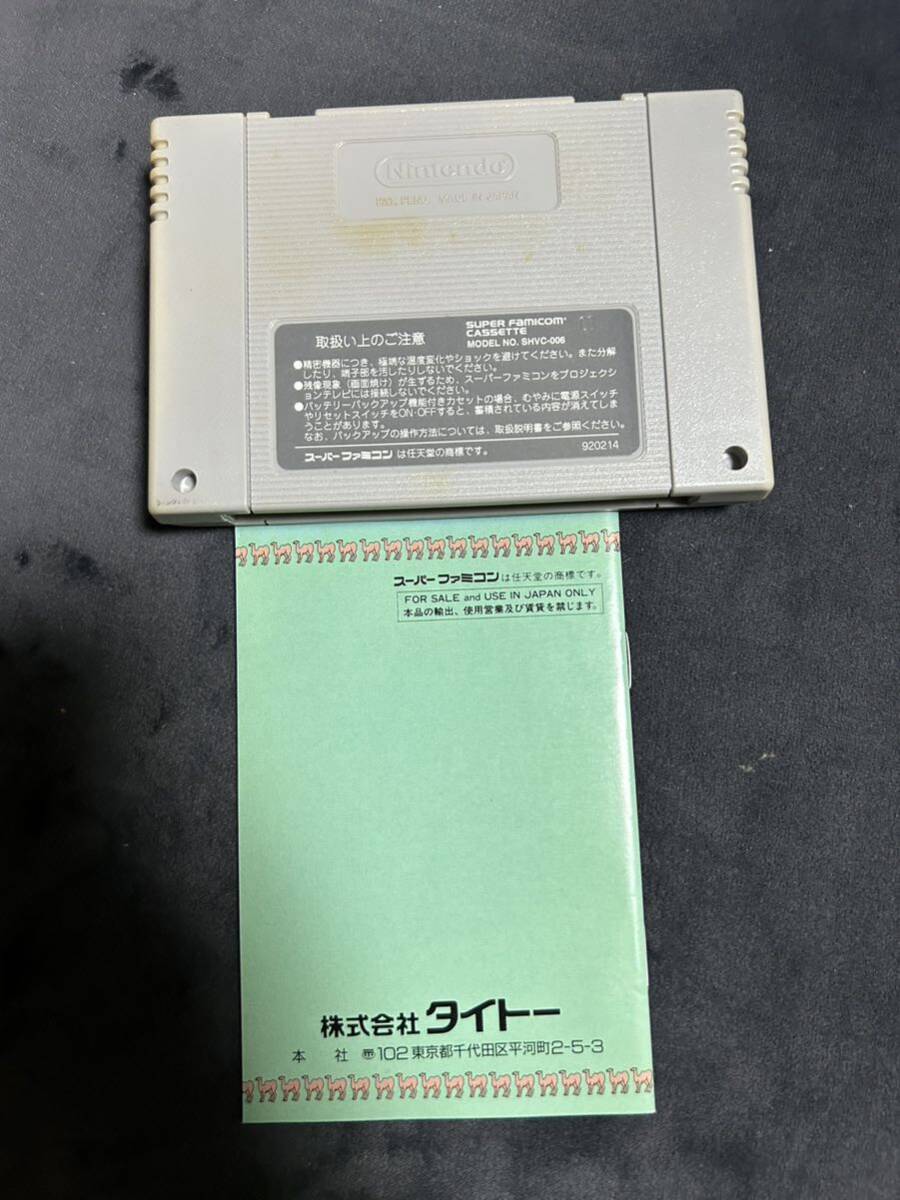 Nintendo
PAT. PEND. MADE IN JAPAN
取扱い上のご注意
SUPER FAMICOM
CASSETTE
MODEL NO. SHVC-006
11
●精密機器につき、極端な温度変化やショックを避けてください。また分解
したり、端子部を汚したりしないでください。
●残像現象（画面焼け）が生ずるため、スーパーファミコンをプロジェクシ
ョンテレビには接続しないでください。
●バッテリーバックアップ機能付きカセットの場合、むやみに電源スイッチ
やリセットスイッチをON・OFFすると、蓄積されている内容が消えてしま
うことがあります。
なお、バックアップの操作方法については、取扱説明書をご参照ください。
スーパーファミコンは任天堂の商標です。
920214
スーパーファミコンは任天堂の商標です。
FOR SALE and USE IN JAPAN ONLY
本品の輸出、使用営業及び賃貸を禁じます。
株式会社タイトー
本 社 〠102 東京都千代田区平河町2-5-3